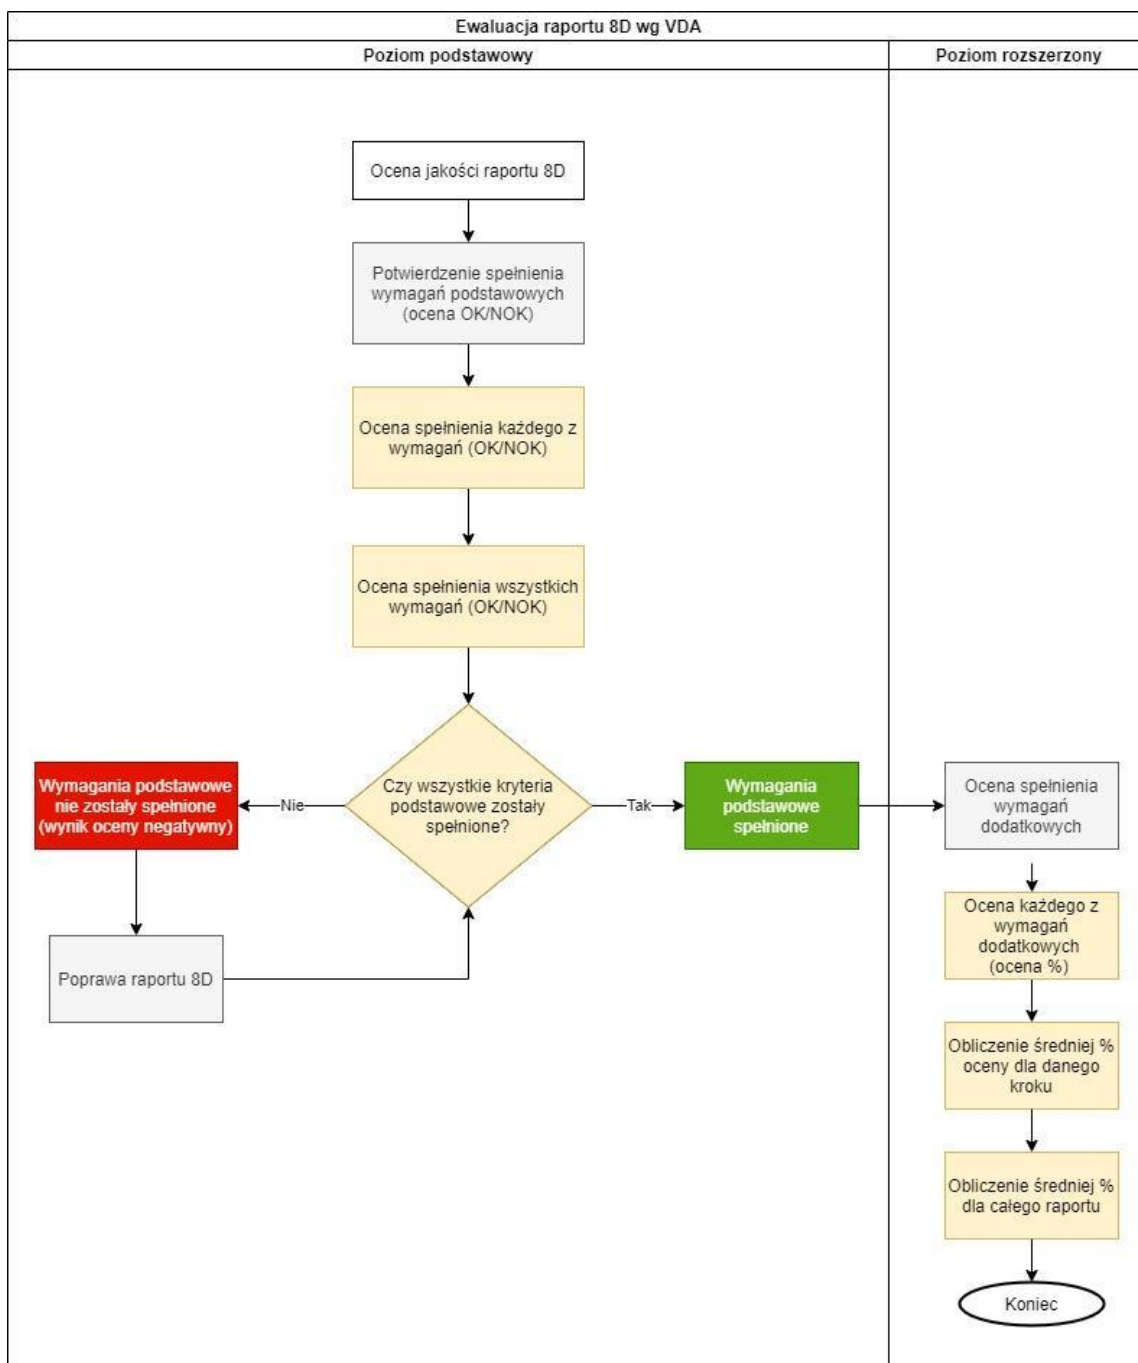 Ewaluacja raportu 8D wg VDA
Poziom podstawowy
Poziom rozszerzony
Ocena jakości raportu 8D
Potwierdzenie spełnienia
wymagań podstawowych
(ocena OK/NOK)
Ocena spełnienia każdego z
wymagań (OK/NOK)
Ocena spełnienia wszystkich
wymagań (OK/NOK)
Czy wszystkie kryteria
podstawowe zostały
spełnione?
Nie
Tak
Wymagania podstawowe
nie zostały spełnione
(wynik oceny negatywny)
Poprawa raportu 8D
Wymagania
podstawowe
spełnione
Ocena spełnienia
wymagań
dodatkowych
Ocena każdego z
wymagań
dodatkowych
(ocena %)
Obliczenie średniej %
oceny dla danego
kroku
Obliczenie średniej %
dla całego raportu
Koniec